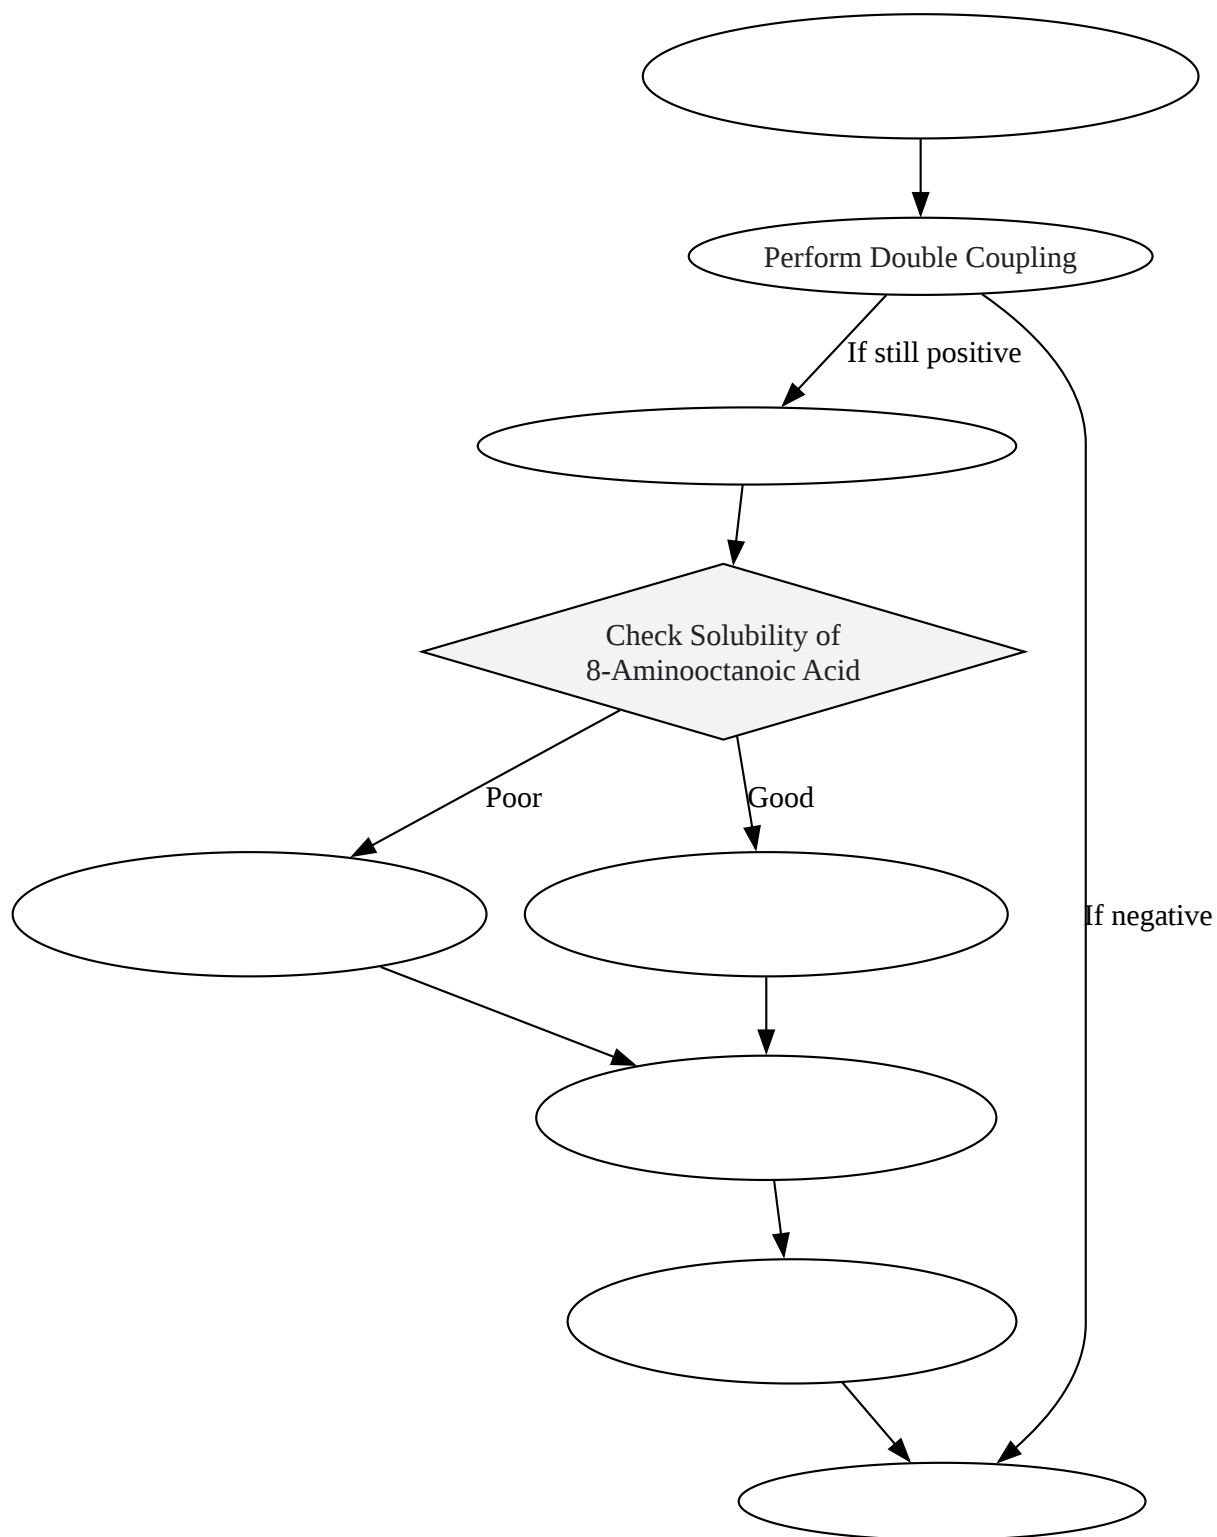 Perform Double Coupling
If still positive
Check Solubility of
8-Aminooctanoic Acid
Poor
Good
If negative